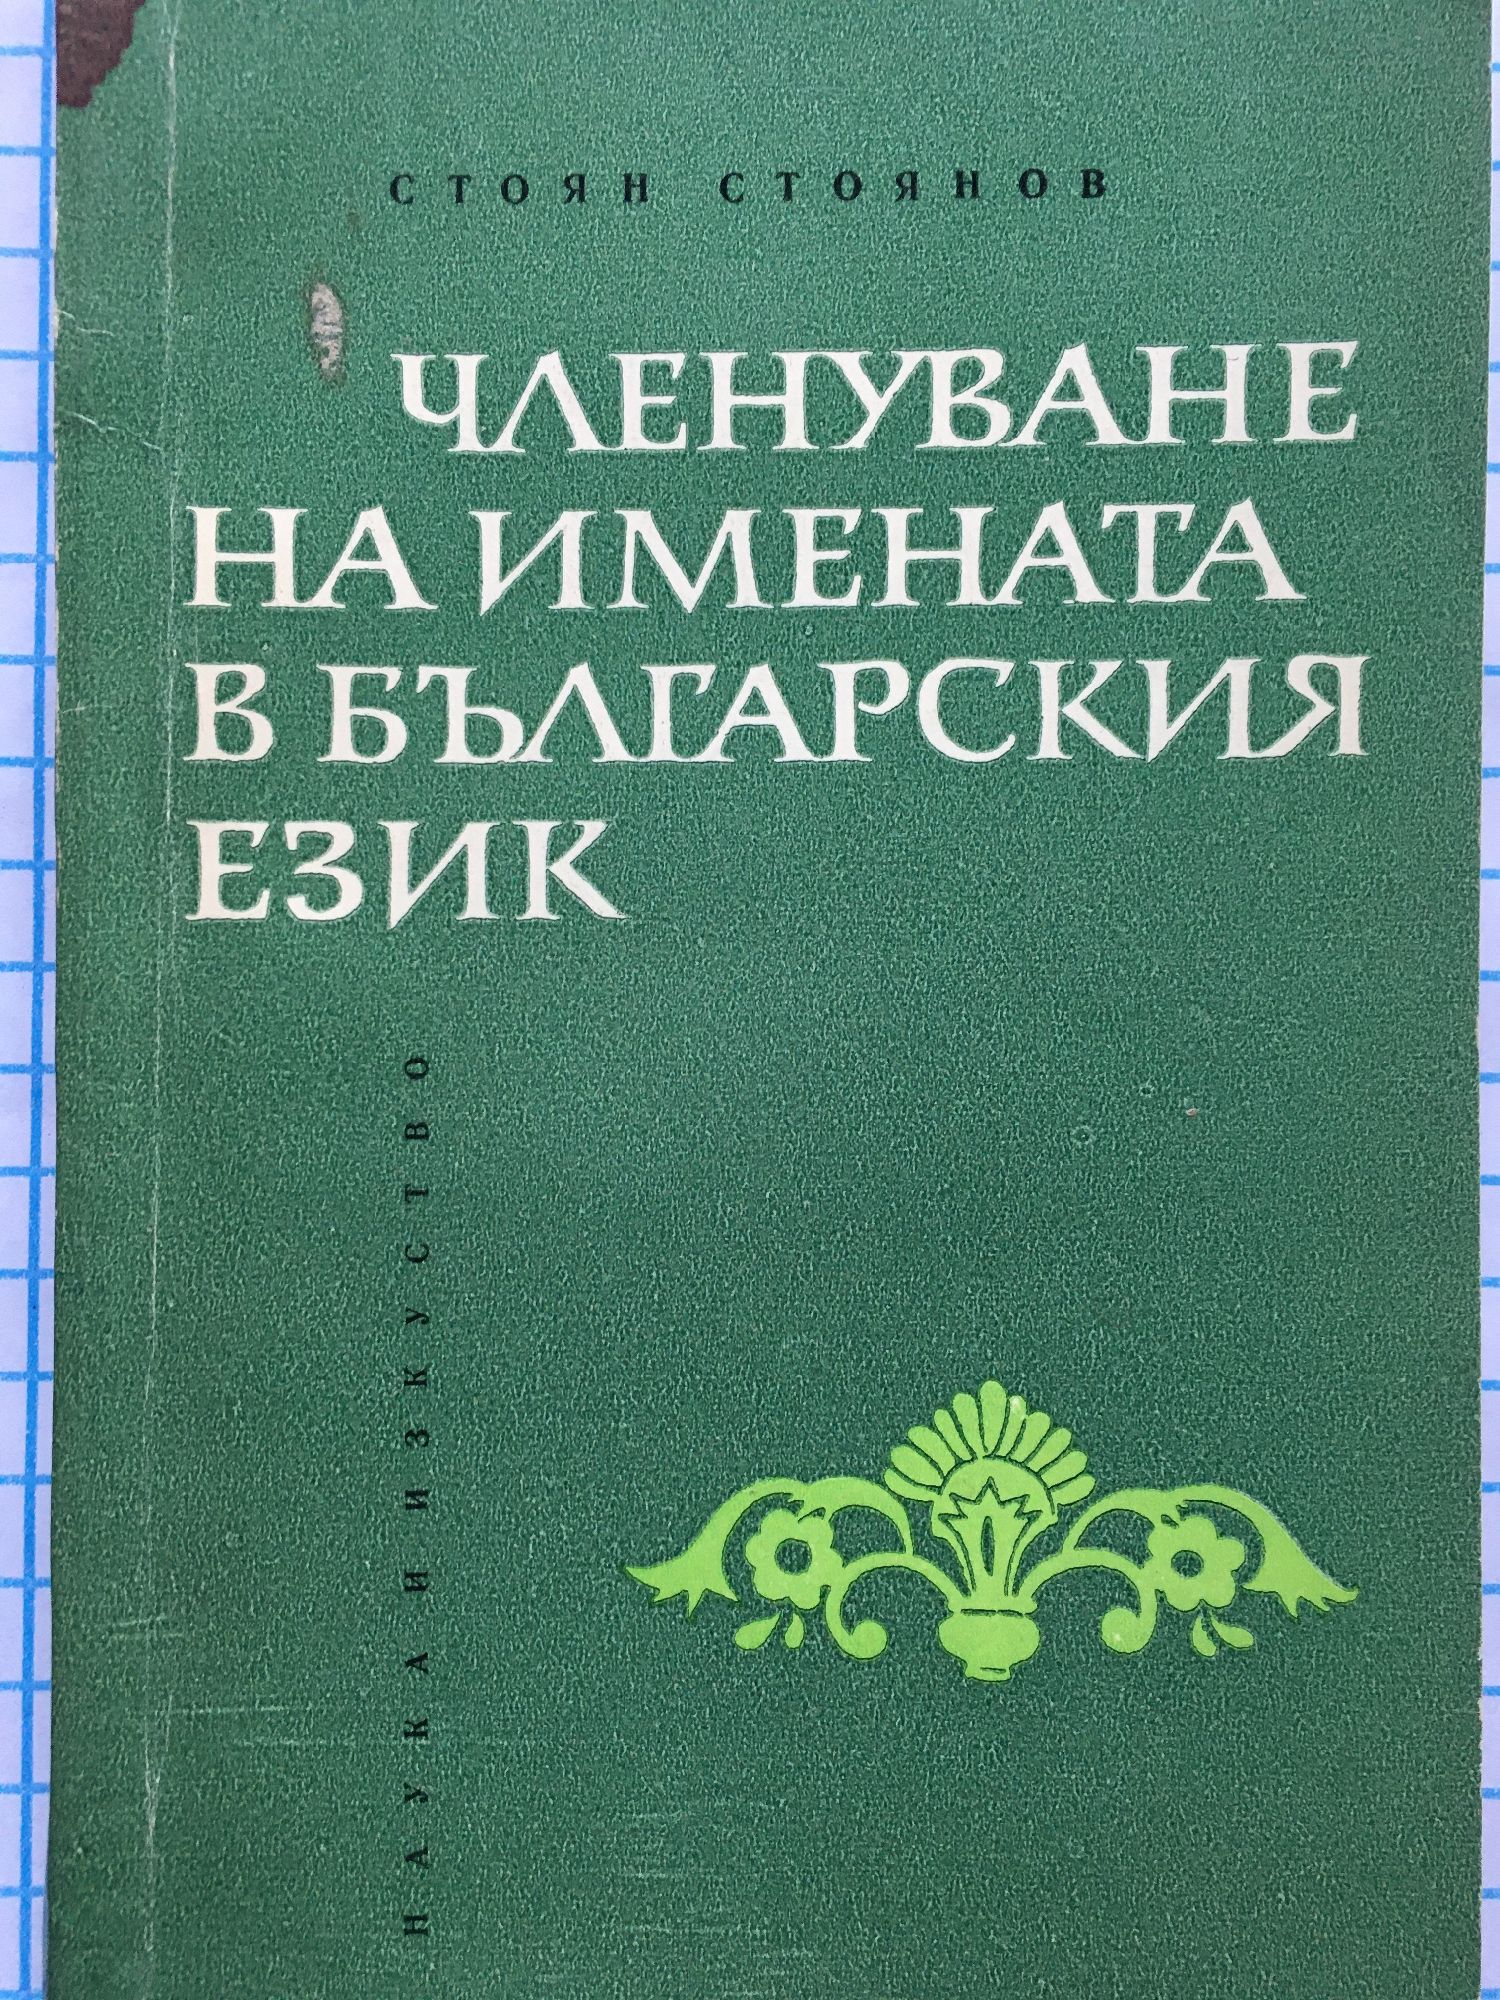 СТОЯН СТОЯНОВ
ЧЛЕНУВАНЕ
НА ИМЕНАТА
В БЪЛГАРСКИЯ
ЕЗИК
НАУКА И ИЗКУСТВО